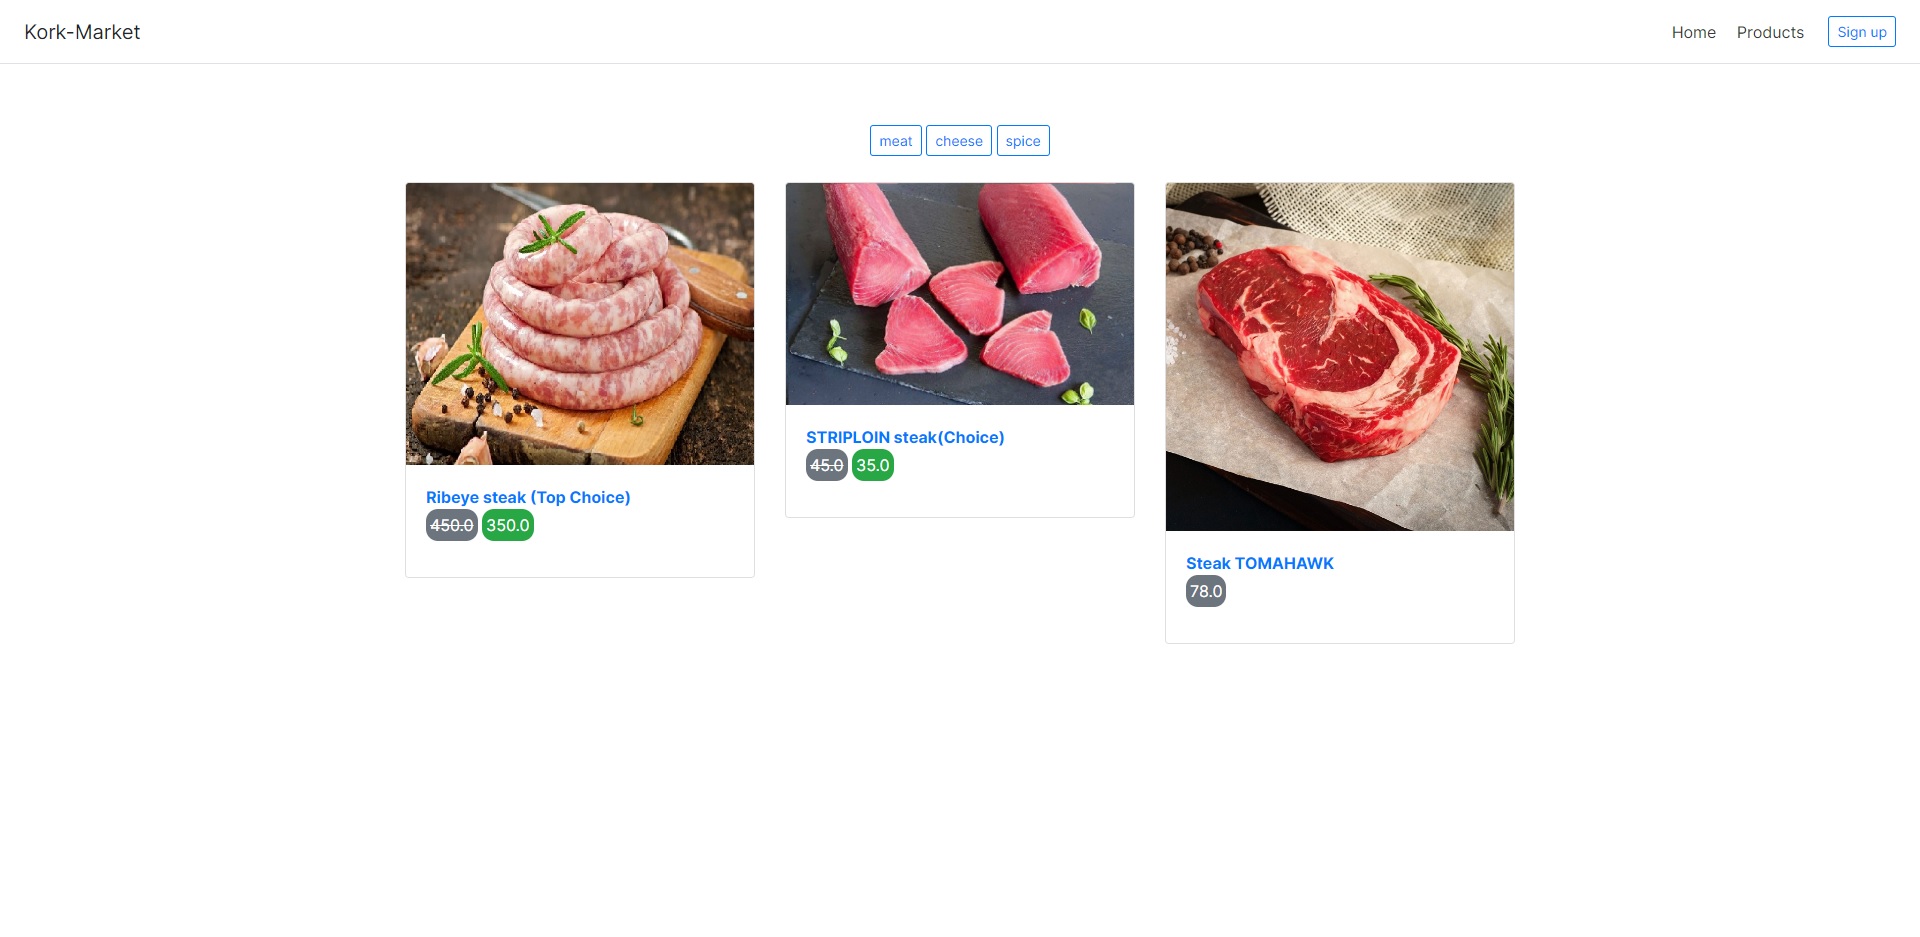 Kork-Market
Home Products Sign up
meat cheese spice
Ribeye steak (Top Choice)
450.0 350.0
STRIPLOIN steak(Choice)
45.0 35.0
Steak TOMAHAWK
78.0